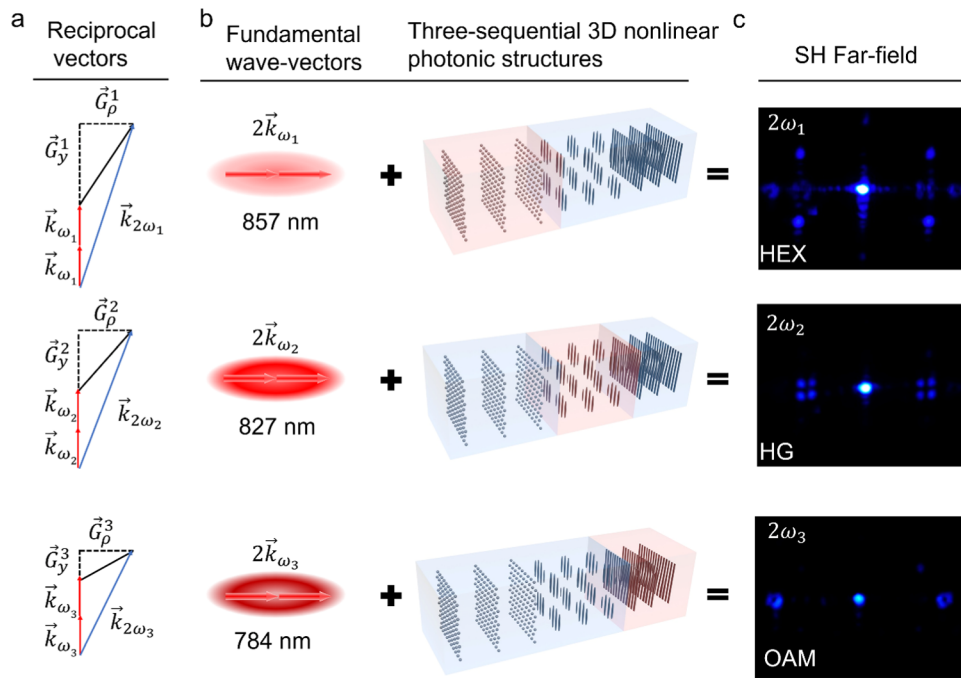 a
Reciprocal
vectors
b
Fundamental
wave-vectors
Three-sequential 3D nonlinear
photonic structures
c
SH Far-field
G⃗ρ¹
G⃗y¹
k⃗ω₁
k⃗ω₁
k⃗2ω₁
2k⃗ω₁
+
=
857 nm
2ω₁
HEX
G⃗ρ²
G⃗y²
k⃗ω₂
k⃗ω₂
k⃗2ω₂
2k⃗ω₂
+
=
827 nm
2ω₂
HG
G⃗ρ³
G⃗y³
k⃗ω₃
k⃗ω₃
k⃗2ω₃
2k⃗ω₃
+
=
784 nm
2ω₃
OAM